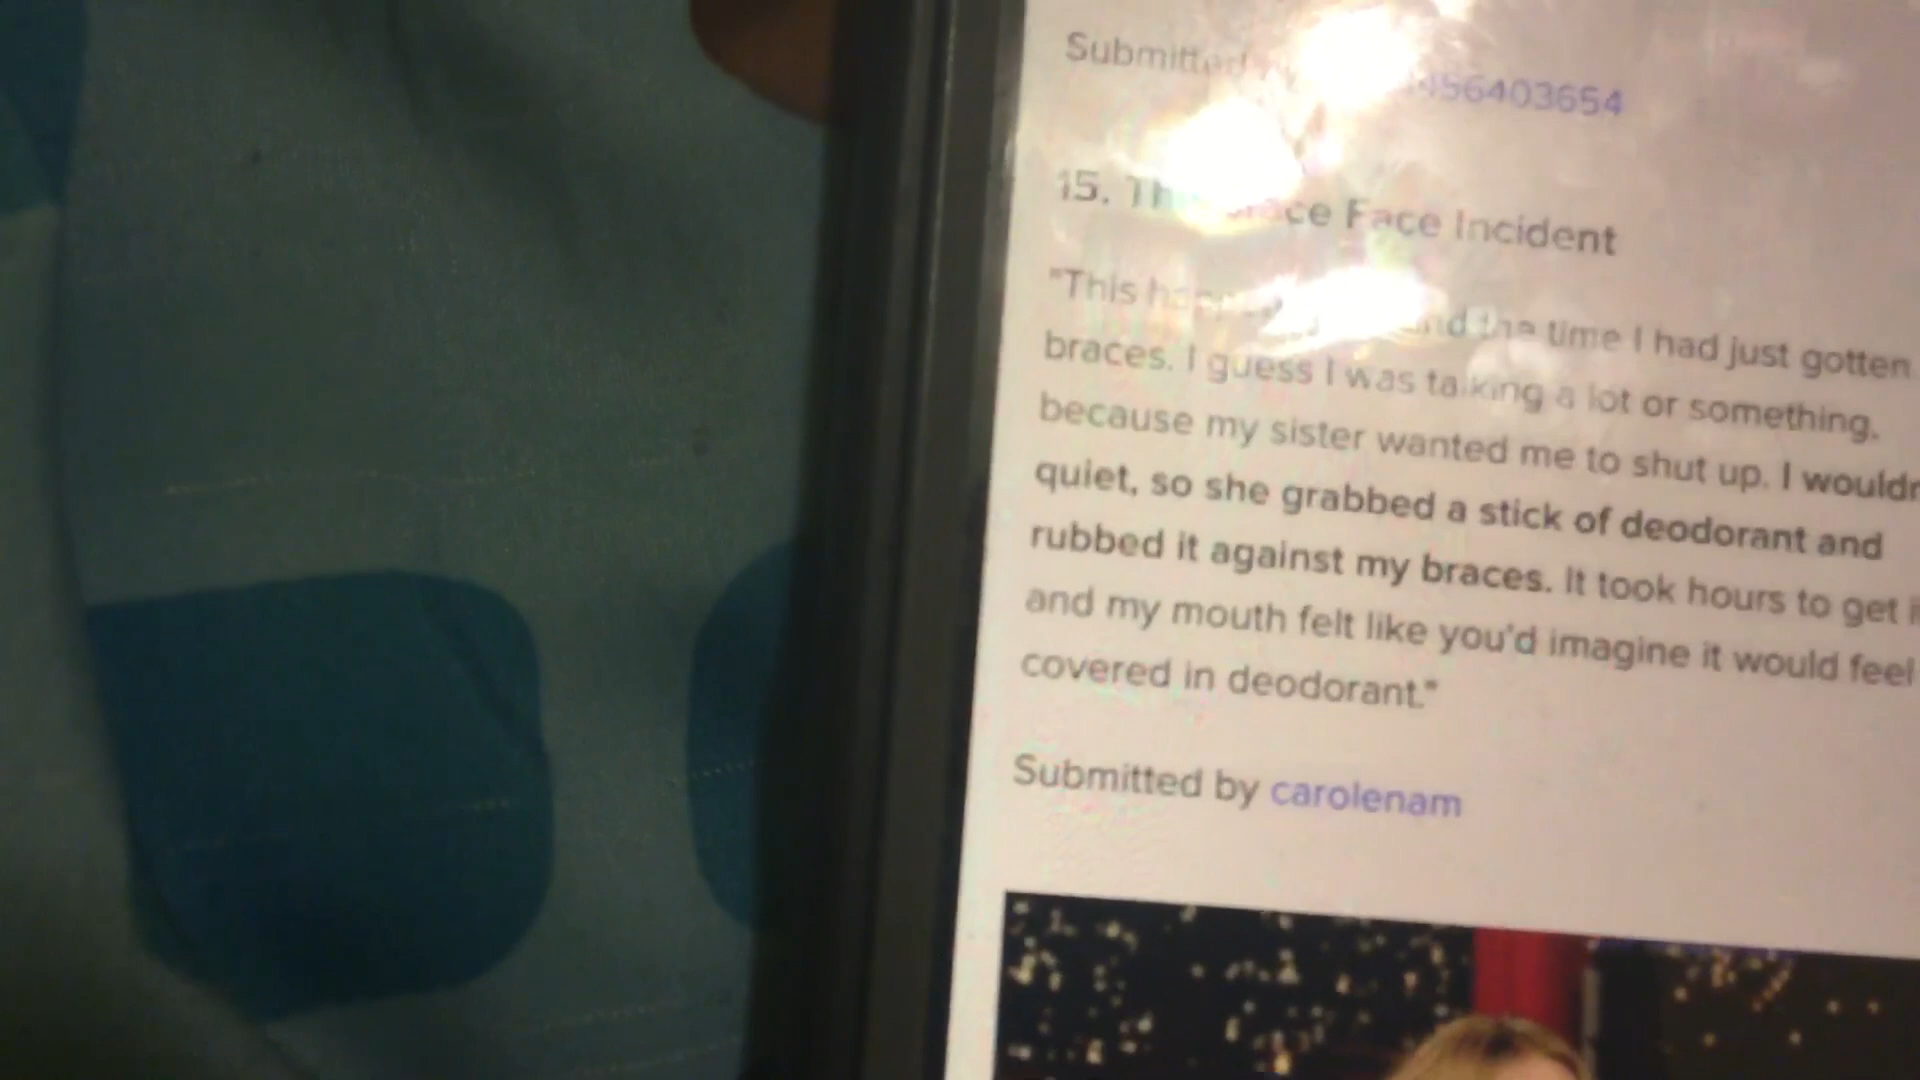 Submitted 456403654
15. Face Incident
"This the time I had just gotten
braces. I guess I was talking a lot or something,
because my sister wanted me to shut up. I
quiet, so she grabbed a stick of deodorant and
rubbed it against my braces. It took hours to get
and my mouth felt like you'd imagine it would feel
covered in deodorant."
Submitted by carolenam